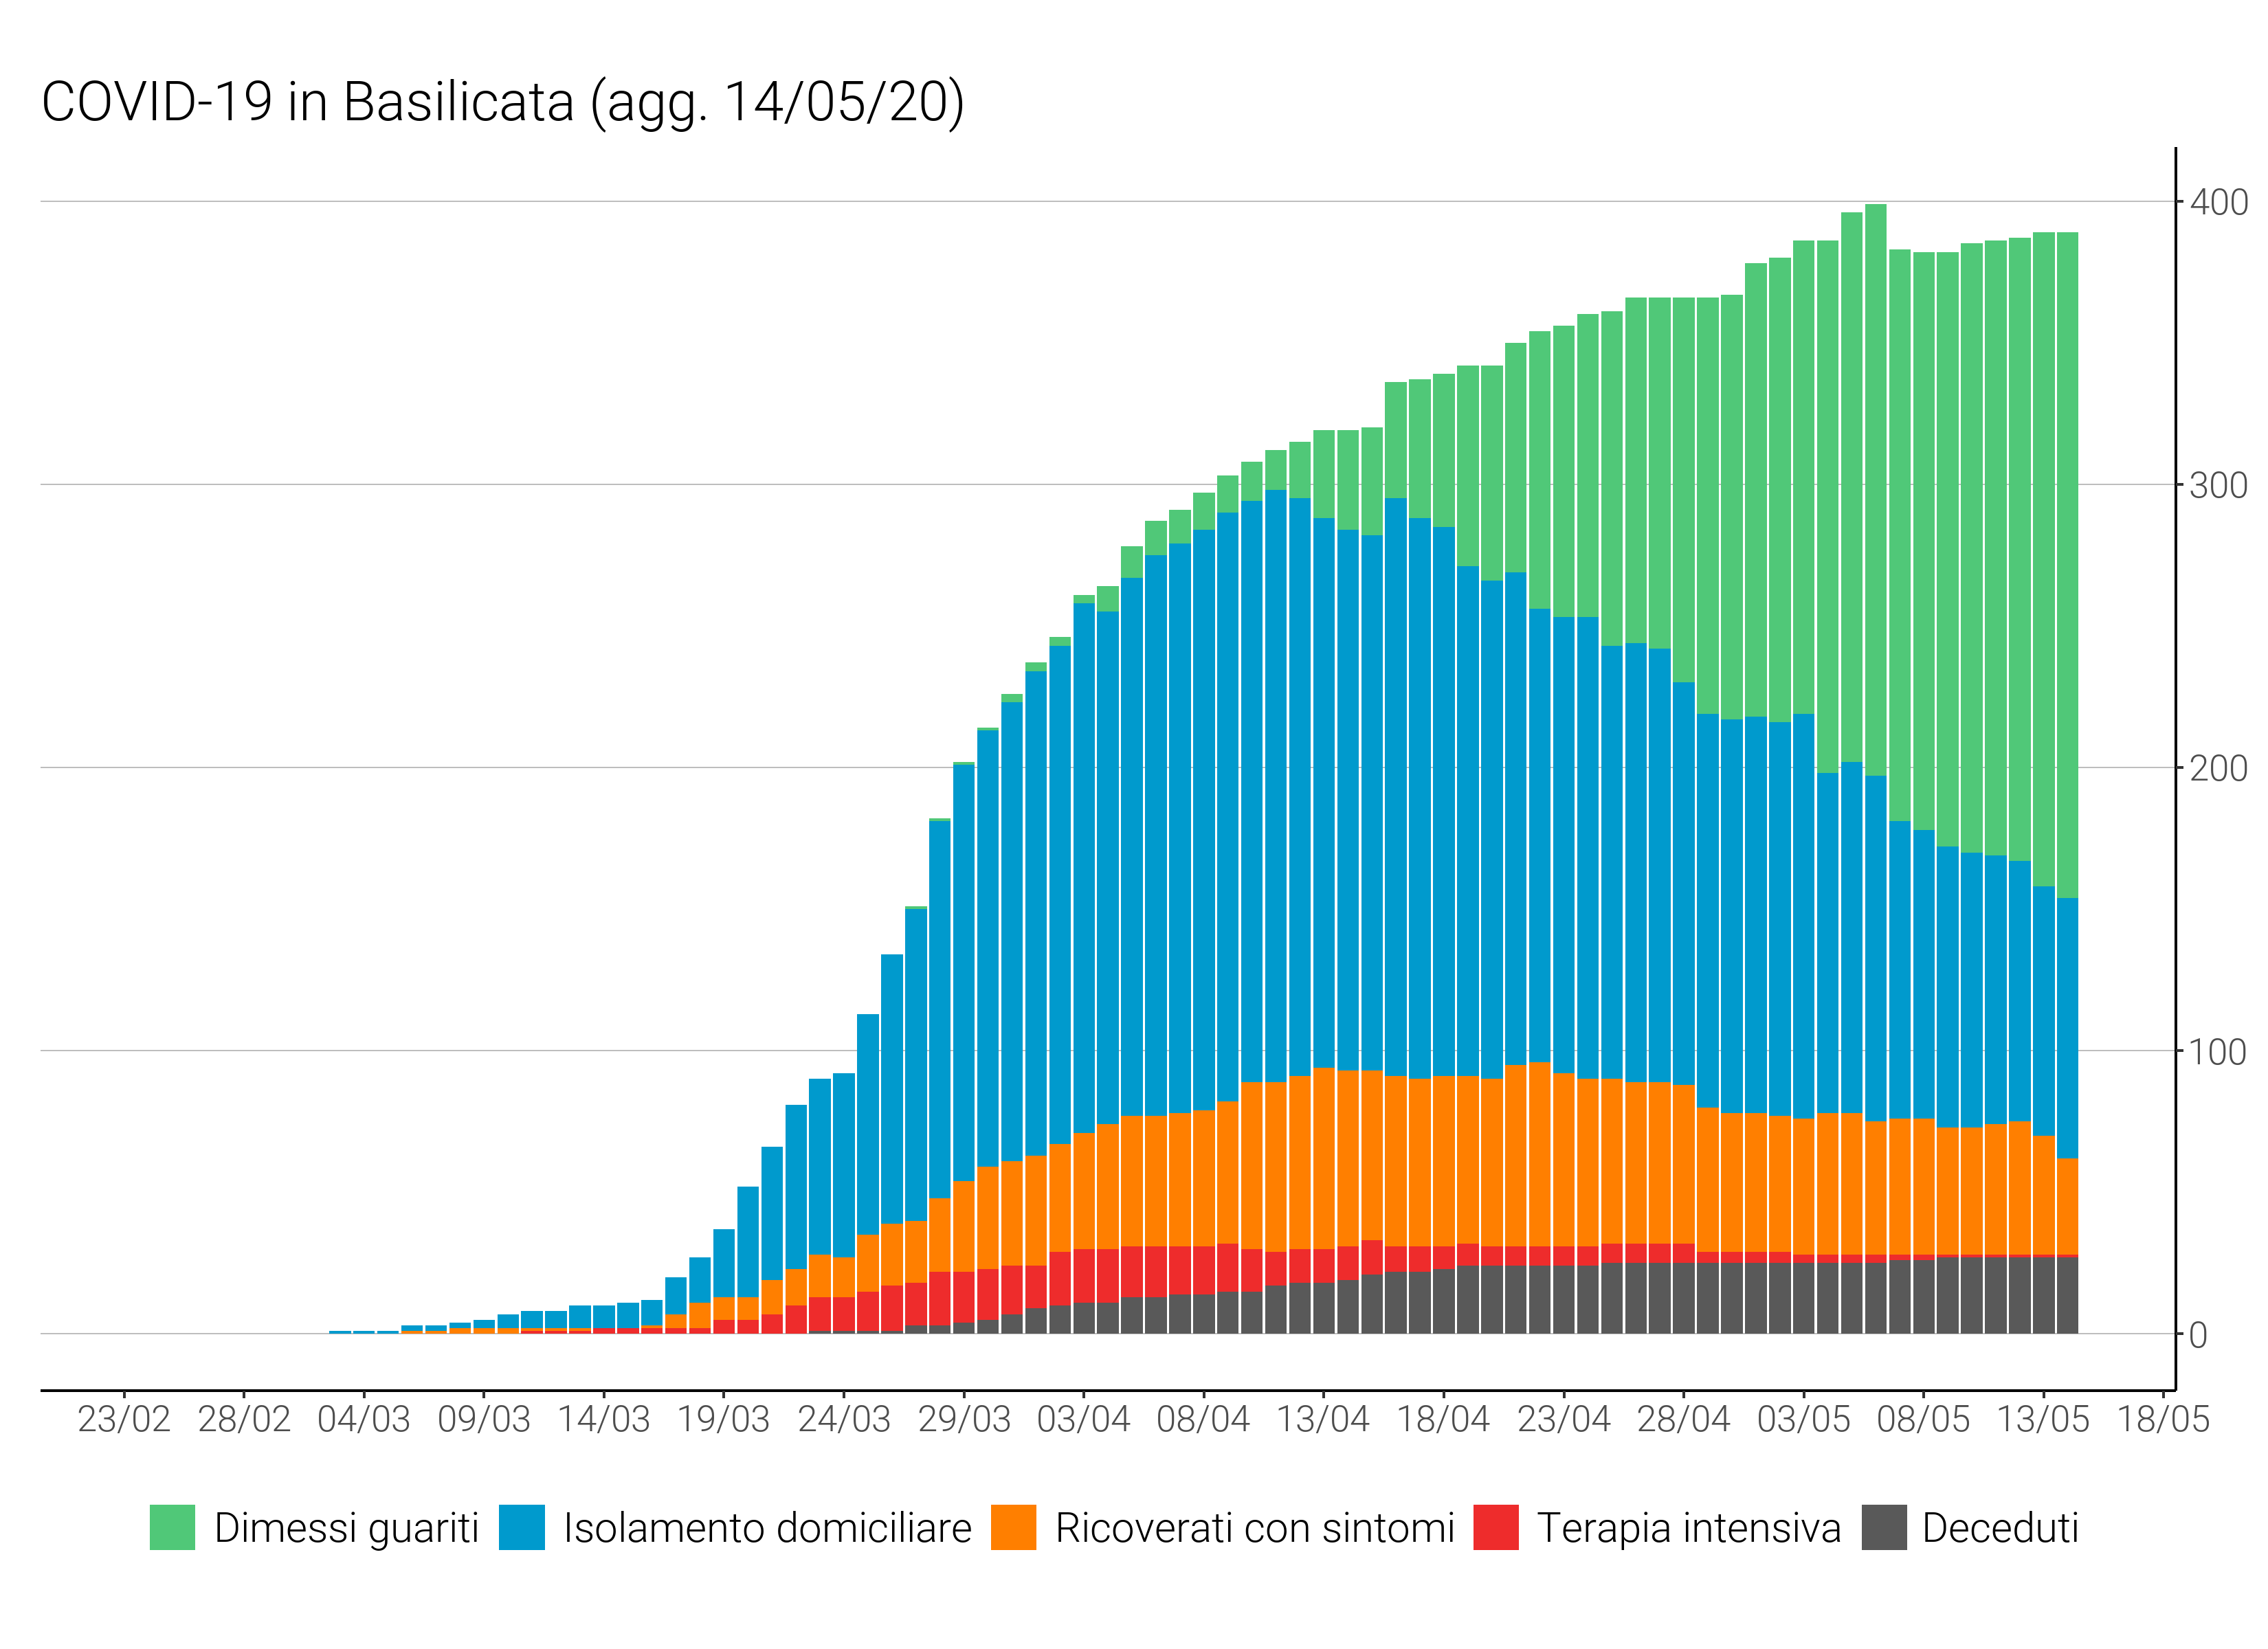 COVID-19 in Basilicata (agg. 14/05/20)
400
300
200
100
0
23/02 28/02 04/03 09/03 14/03 19/03 24/03 29/03 03/04 08/04 13/04 18/04 23/04 28/04 03/05 08/05 13/05 18/05
Dimessi guariti Isolamento domiciliare Ricoverati con sintomi Terapia intensiva Deceduti